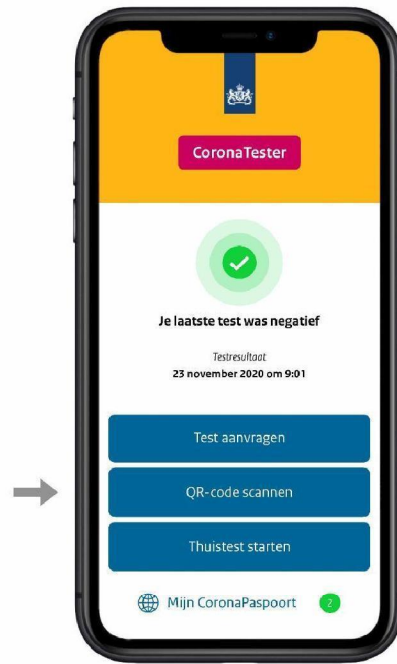 CoronaTester
Je laatste test was negatief
Testresultaat
23 november 2020 om 9:01
Test aanvragen
QR-code scannen
Thuistest starten
Mijn CoronaPaspoort 2